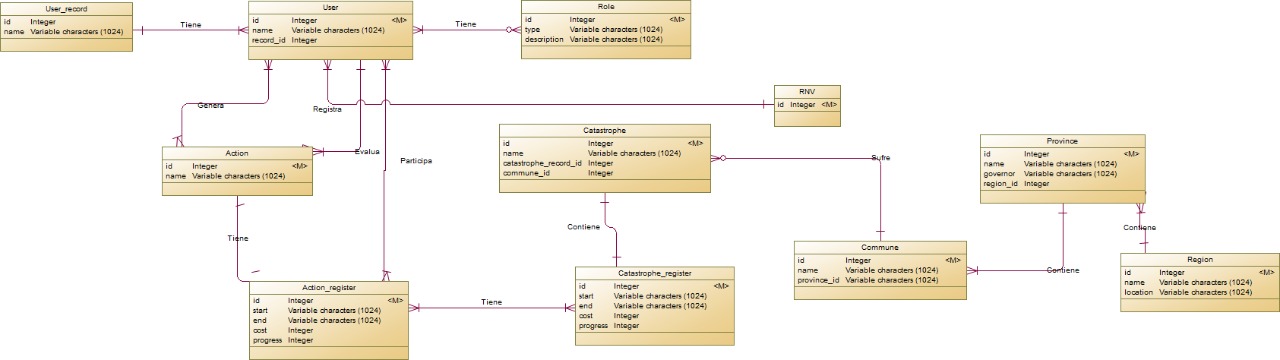 User_record
id Integer
name Variable characters (1024)
Tiene
User
id Integer <M>
name Variable characters (1024)
record_id Integer
Tiene
Role
id Integer <M>
type Variable characters (1024)
description Variable characters (1024)
Genera
Registra
RNV
id Integer <M>
Evalua
Participa
Action
id Integer <M>
name Variable characters (1024)
Catastrophe
id Integer <M>
name Variable characters (1024)
catastrophe_record_id Integer
commune_id Integer
Sufre
Province
id Integer <M>
name Variable characters (1024)
governor Variable characters (1024)
region_id Integer
Tiene
Contiene
Contiene
Commune
id Integer <M>
name Variable characters (1024)
province_id Variable characters (1024)
Contiene
Region
id Integer <M>
name Variable characters (1024)
location Variable characters (1024)
Action_register
id Integer <M>
start Variable characters (1024)
end Variable characters (1024)
cost Integer
progress Integer
Tiene
Catastrophe_register
id Integer <M>
start Variable characters (1024)
end Variable characters (1024)
cost Integer
progress Integer